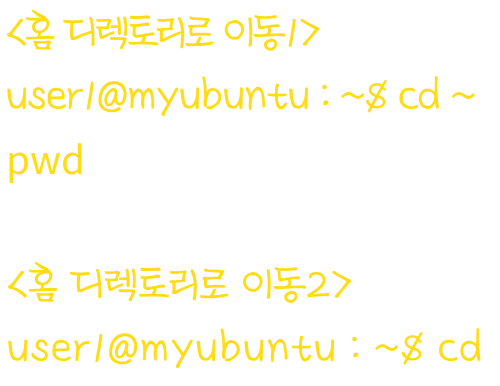 <홈 디렉토리로 이동1>
user1@myubuntu : ~$ cd ~
pwd
<홈 디렉토리로 이동2>
user1@myubuntu : ~$ cd